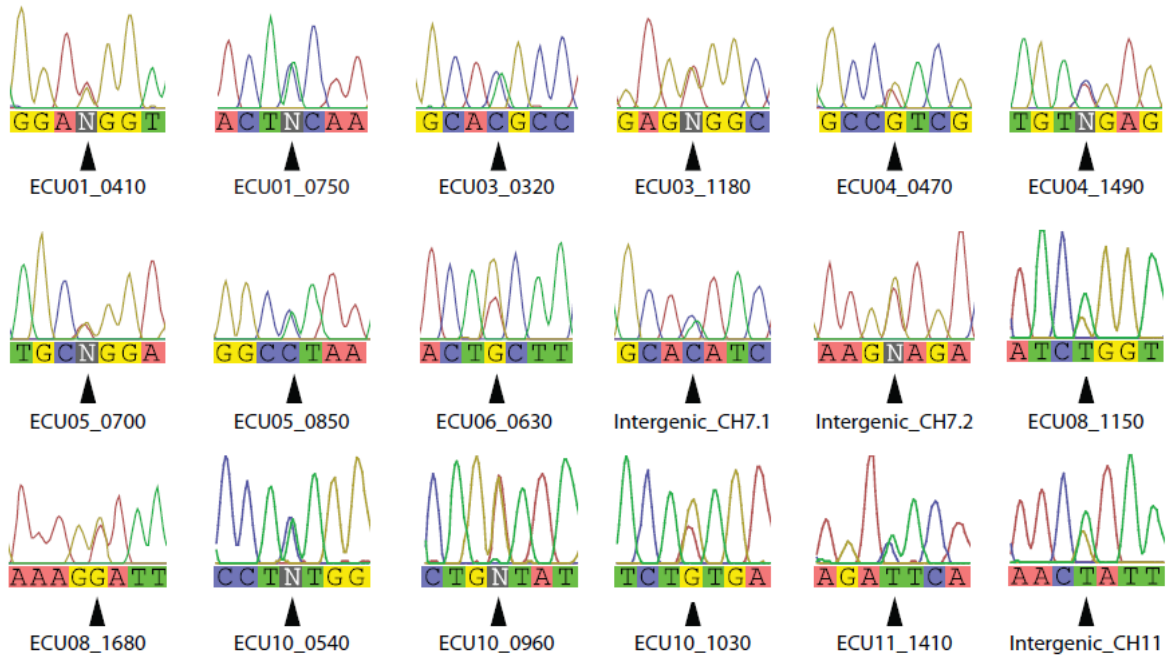 GGANGGT ACTNCAA GCACGCC GAGNGGC GCCGTCG TGTNGAG
ECU01_0410 ECU01_0750 ECU03_0320 ECU03_1180 ECU04_0470 ECU04_1490
TGCNGGA GGCCTAA ACTGCTT GCACATC AAGNAGA ATCTGGT
ECU05_0700 ECU05_0850 ECU06_0630 Intergenic_CH7.1 Intergenic_CH7.2 ECU08_1150
AAAGGATT CCTNTGG CTGNTAT TCTGTGA AGATTCA AACTATT
ECU08_1680 ECU10_0540 ECU10_0960 ECU10_1030 ECU11_1410 Intergenic_CH11